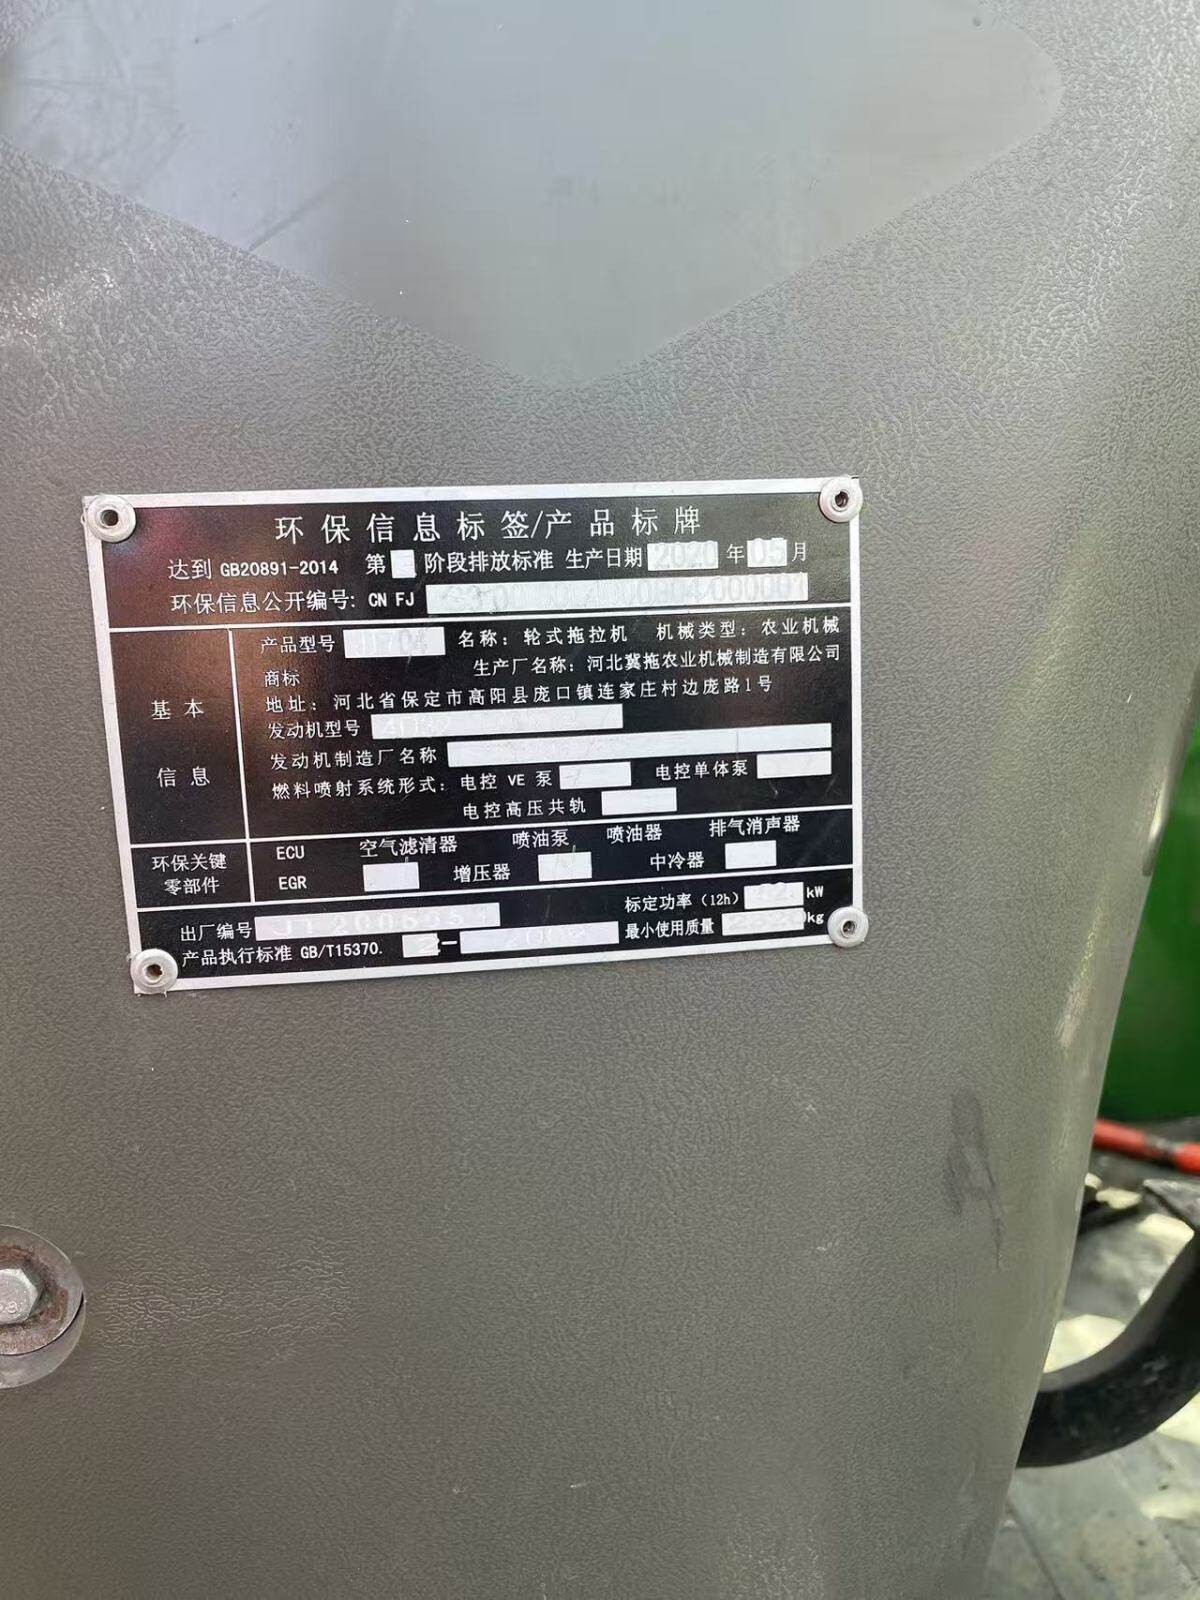 环保信息标签/产品标牌
达到 GB20891-2014 第 阶段排放标准 生产日期 2020 年 05 月
环保信息公开编号: CN FJ
产品型号 名称: 轮式拖拉机 机械类型: 农业机械
商标 生产厂名称: 河北冀拖农业机械制造有限公司
地址: 河北省保定市高阳县庞口镇连家庄村边庞路1号
基本信息
发动机型号
发动机制造厂名称
燃料喷射系统形式: 电控 VE 泵 电控单体泵
电控高压共轨
环保关键零部件
ECU 空气滤清器 喷油泵 喷油器 排气消声器
EGR 增压器 中冷器
出厂编号 标定功率 (12h) kW
产品执行标准 GB/T15370. 2- 最小使用质量 kg